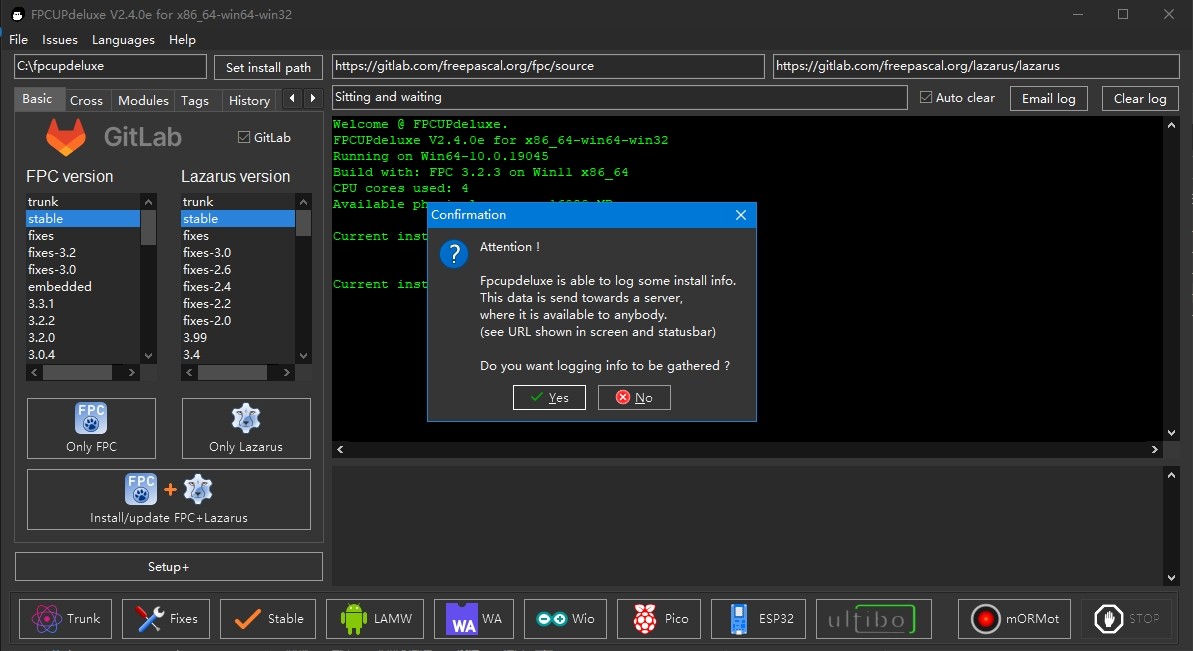 FPCUPdeluxe V2.4.0e for x86_64-win64-win32
File Issues Languages Help
C:\fpcupdeluxe
Set install path
https://gitlab.com/freepascal.org/fpc/source
https://gitlab.com/freepascal.org/lazarus/lazarus
Basic Cross Modules Tags History
Sitting and waiting
Auto clear
Email log
Clear log
GitLab
GitLab
FPC version
trunk
stable
fixes
fixes-3.2
fixes-3.0
embedded
3.3.1
3.2.2
3.2.0
3.0.4
Lazarus version
trunk
stable
fixes
fixes-3.0
fixes-2.6
fixes-2.4
fixes-2.2
fixes-2.0
3.99
3.4
FPC
Only FPC
Only Lazarus
FPC
+
Install/update FPC+Lazarus
Setup+
Welcome @ FPCUPdeluxe.
FPCUPdeluxe V2.4.0e for x86_64-win64-win32
Running on Win64-10.0.19045
Build with: FPC 3.2.3 on Win11 x86_64
CPU cores used: 4
Available
Current
Current
Confirmation
?
Attention !
Fpcupdeluxe is able to log some install info.
This data is send towards a server,
where it is available to anybody.
(see URL shown in screen and statusbar)
Do you want logging info to be gathered ?
Yes
No
Trunk
Fixes
Stable
LAMW
WA WA
Wio
Pico
ESP32
ultibo
mORMot
STOP